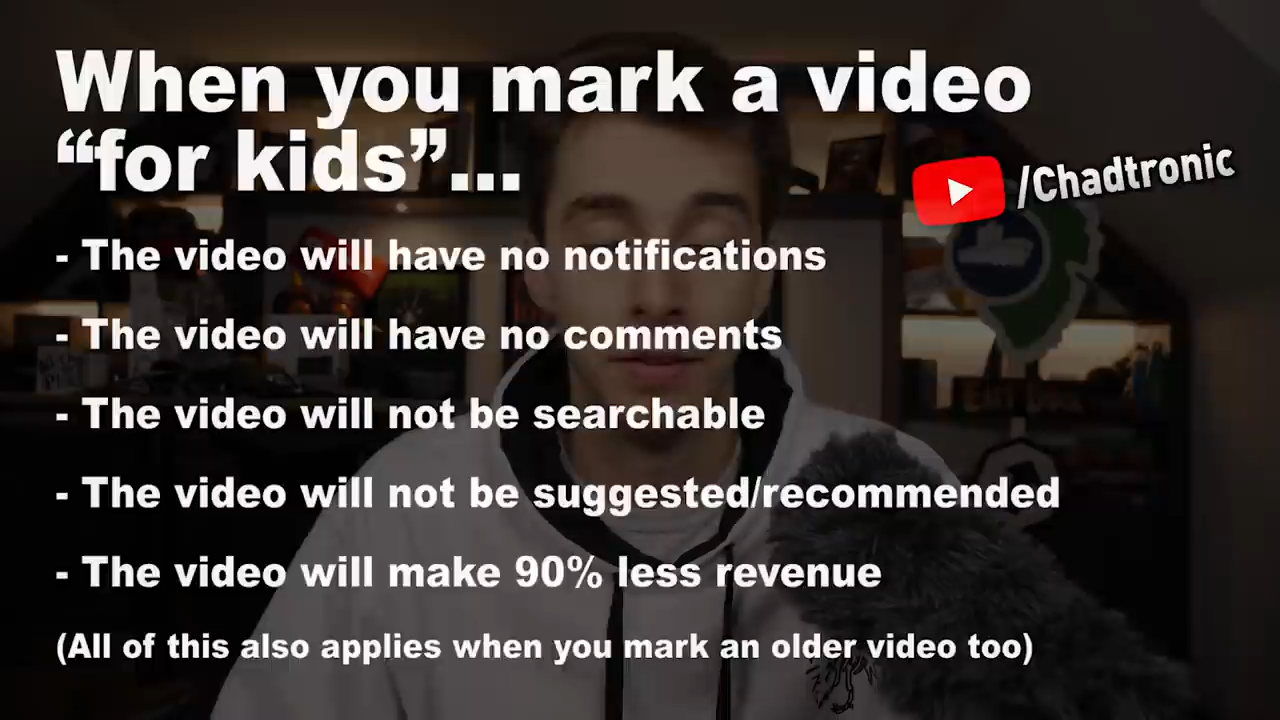 When you mark a video
“for kids”...
/Chadtronic
- The video will have no notifications
- The video will have no comments
- The video will not be searchable
- The video will not be suggested/recommended
- The video will make 90% less revenue
(All of this also applies when you mark an older video too)